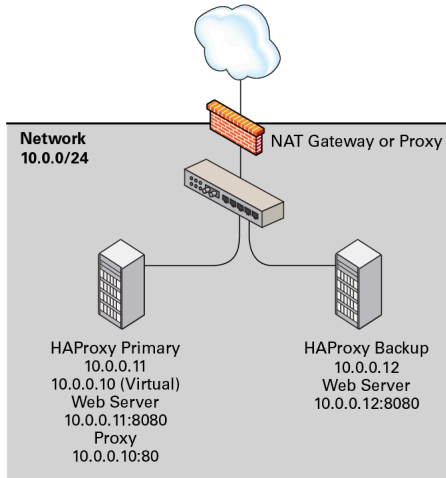 Network
10.0.0/24
NAT Gateway or Proxy
HAProxy Primary
10.0.0.11
10.0.0.10 (Virtual)
Web Server
10.0.0.11:8080
Proxy
10.0.0.10:80
HAProxy Backup
10.0.0.12
Web Server
10.0.0.12:8080